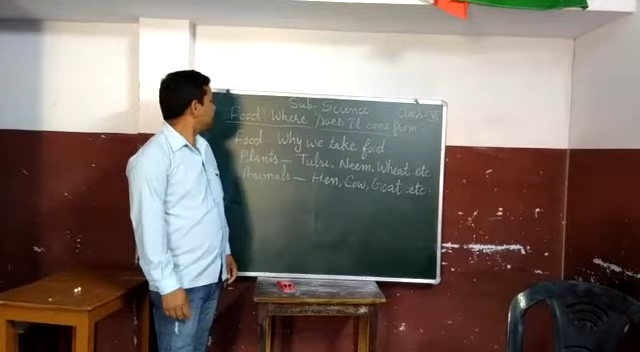 Sub- Science
Class- VI
Food: Where does It come from.
Food Why we take food
Plants – Tulsi, Neem, Wheat etc
Animals – Hen, Cow, Goat etc